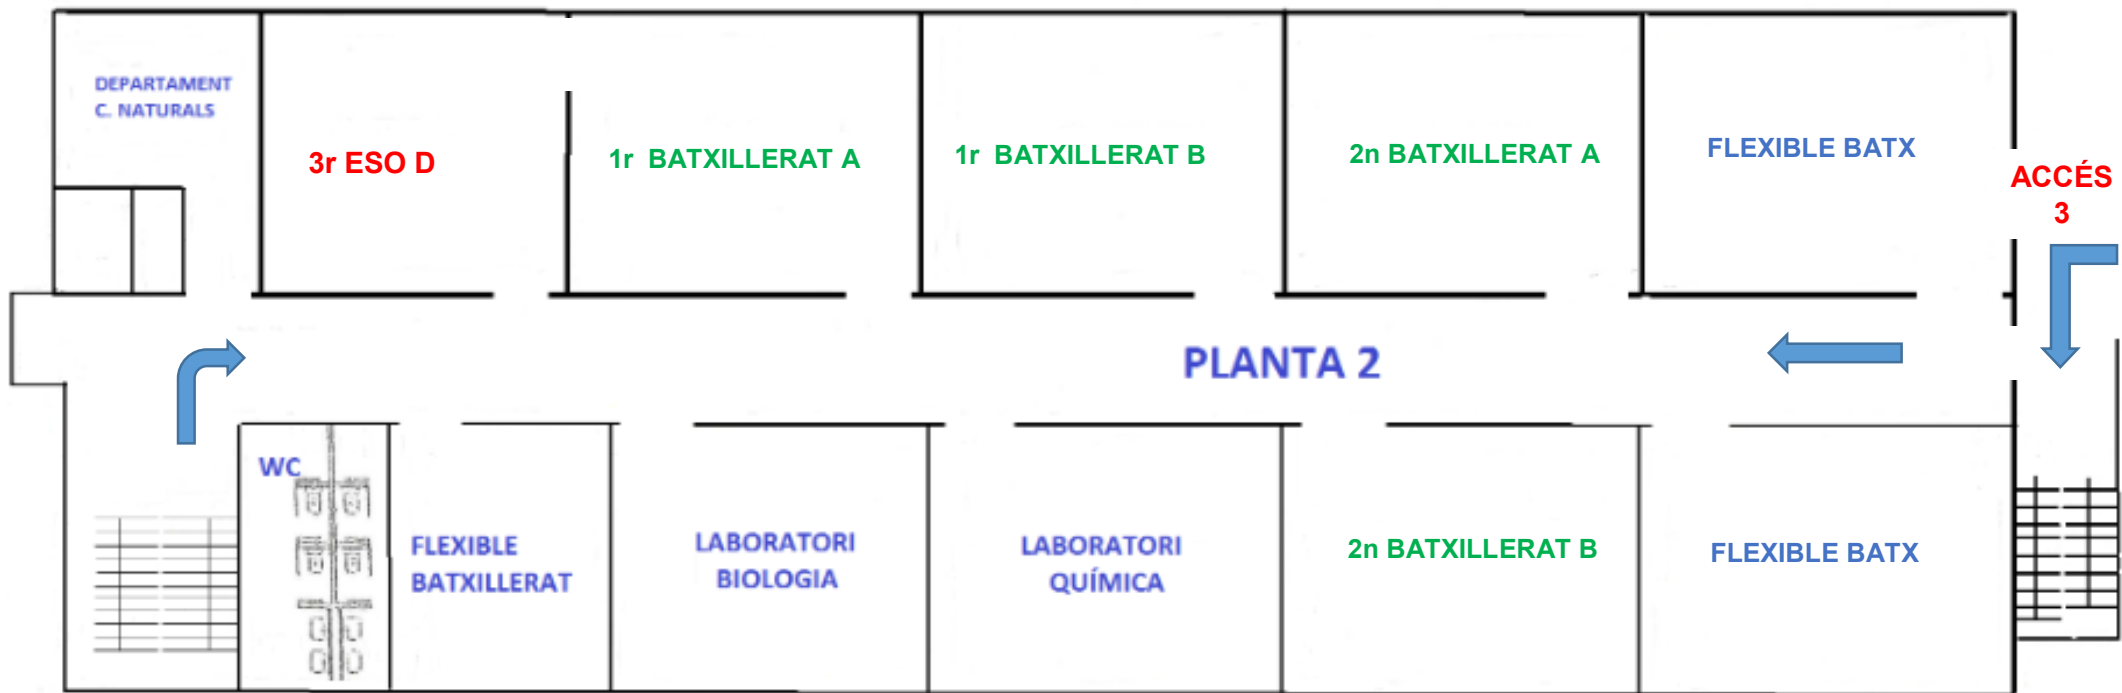 DEPARTAMENT
C. NATURALS
3r ESO D
1r BATXILLERAT A
1r BATXILLERAT B
2n BATXILLERAT A
FLEXIBLE BATX
ACCÉS
3
PLANTA 2
WC
FLEXIBLE
BATXILLERAT
LABORATORI
BIOLOGIA
LABORATORI
QUÍMICA
2n BATXILLERAT B
FLEXIBLE BATX